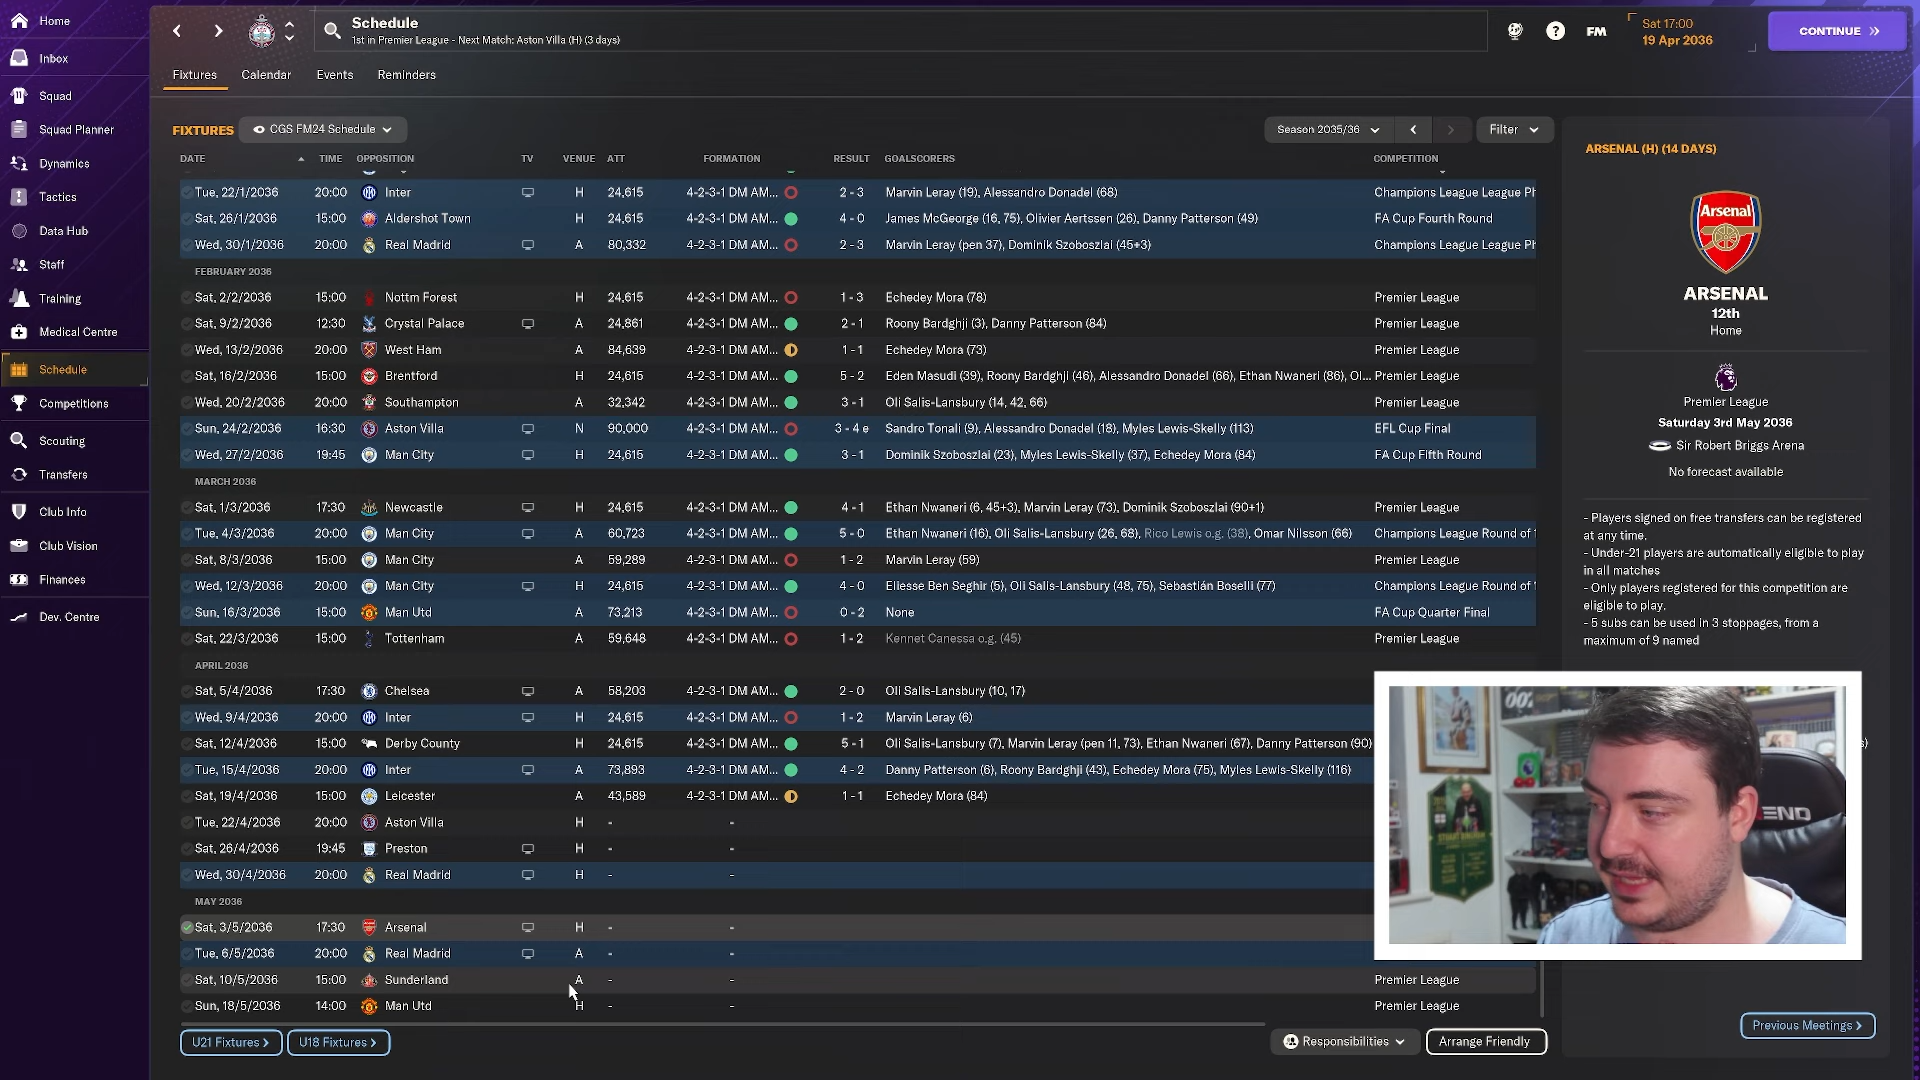 Home
Inbox
Squad
Squad Planner
Dynamics
Tactics
Data Hub
Staff
Training
Medical Centre
Schedule
Competitions
Scouting
Transfers
Club Info
Club Vision
Finances
Dev. Centre
Schedule
1st in Premier League - Next Match: Aston Villa (H) (3 days)
FM
Sat 17:00
19 Apr 2036
CONTINUE
Fixtures Calendar Events Reminders
FIXTURES CGS FM24 Schedule Season 2035/36 Filter
DATE TIME OPPOSITION TV VENUE ATT FORMATION RESULT GOALSCORERS COMPETITION
Tue, 22/1/2036 20:00 Inter H 24,615 4-2-3-1 DM AM... 2 - 3 Marvin Leray (19), Alessandro Donadel (68) Champions League League Ph
Sat, 26/1/2036 15:00 Aldershot Town H 24,615 4-2-3-1 DM AM... 4 - 0 James McGeorge (16, 75), Olivier Aertssen (26), Danny Patterson (49) FA Cup Fourth Round
Wed, 30/1/2036 20:00 Real Madrid A 80,332 4-2-3-1 DM AM... 2 - 3 Marvin Leray (pen 37), Dominik Szoboszlai (45+3) Champions League League Ph
FEBRUARY 2036
Sat, 2/2/2036 15:00 Nottm Forest H 24,615 4-2-3-1 DM AM... 1 - 3 Echedey Mora (78) Premier League
Sat, 9/2/2036 12:30 Crystal Palace A 24,861 4-2-3-1 DM AM... 2 - 1 Roony Bardghji (3), Danny Patterson (84) Premier League
Wed, 13/2/2036 20:00 West Ham A 84,639 4-2-3-1 DM AM... 1 - 1 Echedey Mora (73) Premier League
Sat, 16/2/2036 15:00 Brentford H 24,615 4-2-3-1 DM AM... 5 - 2 Eden Masudi (39), Roony Bardghji (46), Alessandro Donadel (66), Ethan Nwaneri (86), Ol... Premier League
Wed, 20/2/2036 20:00 Southampton A 32,342 4-2-3-1 DM AM... 3 - 1 Oli Salis-Lansbury (14, 42, 66) Premier League
Sun, 24/2/2036 16:30 Aston Villa N 90,000 4-2-3-1 DM AM... 3 - 4 e Sandro Tonali (9), Alessandro Donadel (18), Myles Lewis-Skelly (113) EFL Cup Final
Wed, 27/2/2036 19:45 Man City H 24,615 4-2-3-1 DM AM... 3 - 1 Dominik Szoboszlai (23), Myles Lewis-Skelly (37), Echedey Mora (84) FA Cup Fifth Round
MARCH 2036
Sat, 1/3/2036 17:30 Newcastle H 24,615 4-2-3-1 DM AM... 4 - 1 Ethan Nwaneri (6, 45+3), Marvin Leray (73), Dominik Szoboszlai (90+1) Premier League
Tue, 4/3/2036 20:00 Man City A 60,723 4-2-3-1 DM AM... 5 - 0 Ethan Nwaneri (16), Oli Salis-Lansbury (26, 68), Rico Lewis o.g. (38), Omar Nilsson (66) Champions League Round of 1
Sat, 8/3/2036 15:00 Man City A 59,289 4-2-3-1 DM AM... 1 - 2 Marvin Leray (59) Premier League
Wed, 12/3/2036 20:00 Man City H 24,615 4-2-3-1 DM AM... 4 - 0 Eliesse Ben Seghir (5), Oli Salis-Lansbury (48, 75), Sebastián Boselli (77) Champions League Round of 1
Sun, 16/3/2036 15:00 Man Utd A 73,213 4-2-3-1 DM AM... 0 - 2 None FA Cup Quarter Final
Sat, 22/3/2036 15:00 Tottenham A 59,648 4-2-3-1 DM AM... 1 - 2 Kennet Canessa o.g. (45) Premier League
APRIL 2036
Sat, 5/4/2036 17:30 Chelsea A 58,203 4-2-3-1 DM AM... 2 - 0 Oli Salis-Lansbury (10, 17)
Wed, 9/4/2036 20:00 Inter H 24,615 4-2-3-1 DM AM... 1 - 2 Marvin Leray (6)
Sat, 12/4/2036 15:00 Derby County H 24,615 4-2-3-1 DM AM... 5 - 1 Oli Salis-Lansbury (7), Marvin Leray (pen 11, 73), Ethan Nwaneri (67), Danny Patterson (90)
Tue, 15/4/2036 20:00 Inter A 73,893 4-2-3-1 DM AM... 4 - 2 Danny Patterson (6), Roony Bardghji (43), Echedey Mora (75), Myles Lewis-Skelly (116)
Sat, 19/4/2036 15:00 Leicester A 43,589 4-2-3-1 DM AM... 1 - 1 Echedey Mora (84)
Tue, 22/4/2036 20:00 Aston Villa H - -
Sat, 26/4/2036 19:45 Preston H - -
Wed, 30/4/2036 20:00 Real Madrid H - -
MAY 2036
Sat, 3/5/2036 17:30 Arsenal H - -
Tue, 6/5/2036 20:00 Real Madrid A - -
Sat, 10/5/2036 15:00 Sunderland A - - Premier League
Sun, 18/5/2036 14:00 Man Utd H - - Premier League
U21 Fixtures > U18 Fixtures > Responsibilities Arrange Friendly
ARSENAL (H) (14 DAYS)
Arsenal
ARSENAL
12th
Home
Premier League
Saturday 3rd May 2036
Sir Robert Briggs Arena
No forecast available
- Players signed on free transfers can be registered
at any time.
- Under-21 players are automatically eligible to play
in all matches
- Only players registered for this competition are
eligible to play.
- 5 subs can be used in 3 stoppages, from a
maximum of 9 named
007
END
STUART BINGHAM
Previous Meetings >